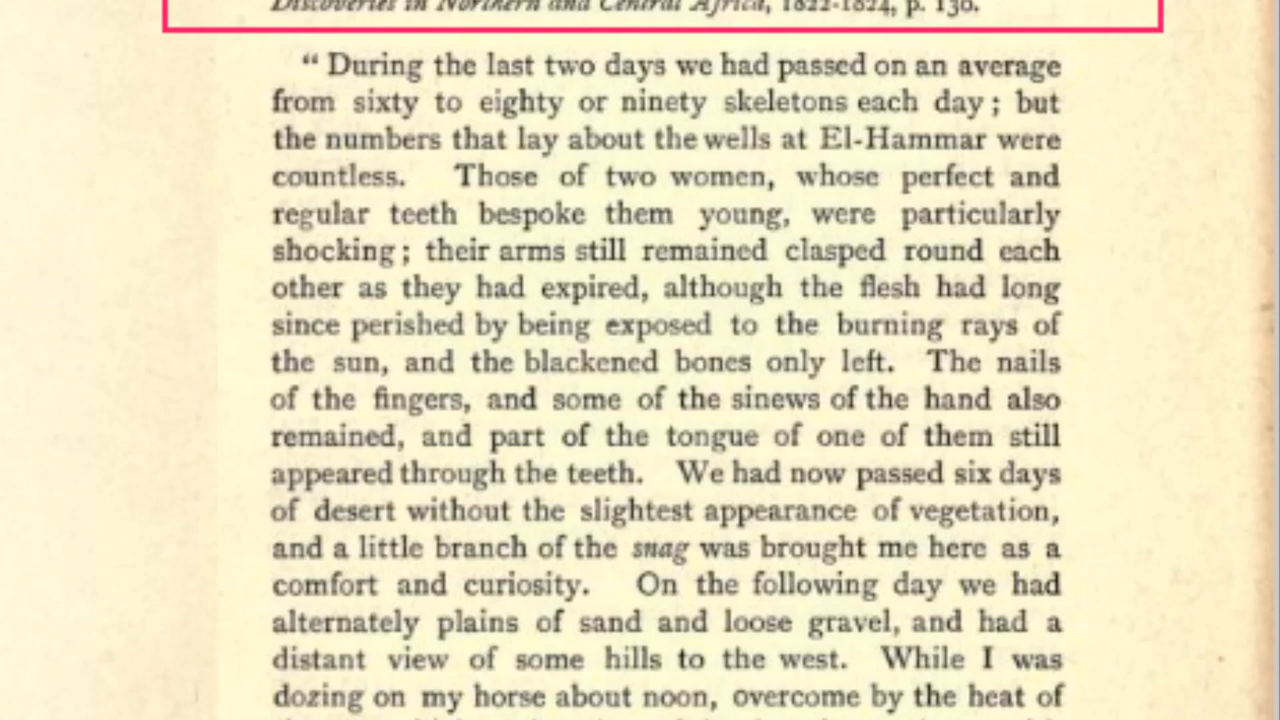 Discoveries in Northern and Central Africa, 1822-1824, p. 130.
“ During the last two days we had passed on an average
from sixty to eighty or ninety skeletons each day ; but
the numbers that lay about the wells at El-Hammar were
countless. Those of two women, whose perfect and
regular teeth bespoke them young, were particularly
shocking ; their arms still remained clasped round each
other as they had expired, although the flesh had long
since perished by being exposed to the burning rays of
the sun, and the blackened bones only left. The nails
of the fingers, and some of the sinews of the hand also
remained, and part of the tongue of one of them still
appeared through the teeth. We had now passed six days
of desert without the slightest appearance of vegetation,
and a little branch of the snag was brought me here as a
comfort and curiosity. On the following day we had
alternately plains of sand and loose gravel, and had a
distant view of some hills to the west. While I was
dozing on my horse about noon, overcome by the heat of